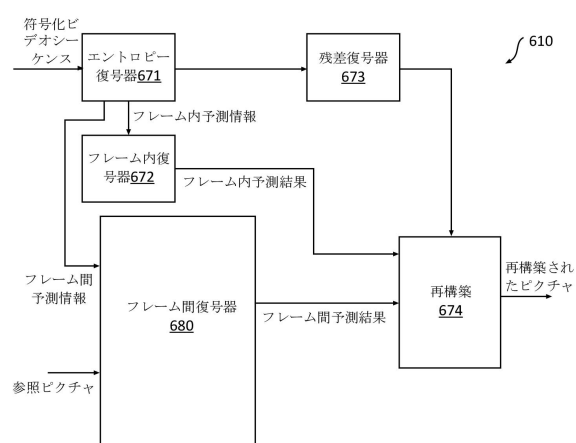 符号化ビ
デオシー
ケンス
エントロピー
復号器671
残差復号器
673
610
フレーム内予測情報
フレーム内復
号器672
フレーム内予測結果
フレーム間
予測情報
フレーム間復号器
680
フレーム間予測結果
再構築
674
再構築され
たピクチャ
参照ピクチャ